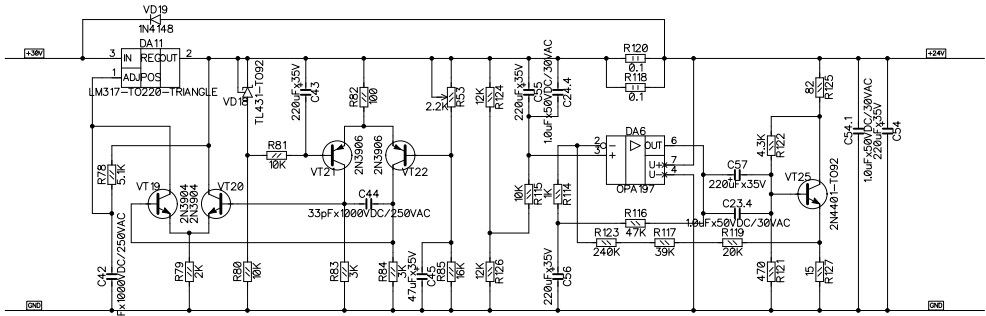 VD19
1N4148
+30V
+24V
DA11
3 IN REG OUT 2
1 ADJ POS
LM317-TO220-TRIANGLE
VD18
TL431-TO92
220uFx35V
C43
R82
100
2.2K
R53
12K
R124
220uFx35V
C55
1.0uFx50VDC/30VAC
C24.4
R120
0.1
R118
0.1
82
R125
R81
10K
VT21
2N3906
2N3906
VT22
DA6
2
3
OUT 6
U+ 7
U- 4
OPA197
4.3K
R122
C54.1
1.0uFx50VDC/30VAC
220uFx35V
C54
R78
5.1K
VT19
2N3904
2N3904
VT20
C44
33pFx1000VDC/250VAC
10K
R115
1K
R114
C57
220uFx35V
C23.4
1.0uFx50VDC/30VAC
VT25
2N4401-TO92
R116
47K
R123
240K
R117
39K
R119
20K
C42
Fx1000VDC/250VAC
R79
2K
R80
10K
R83
3K
R84
3K
47uFx35V
C45
R85
16K
12K
R126
220uFx35V
C56
470
R121
15
R127
GND
GND